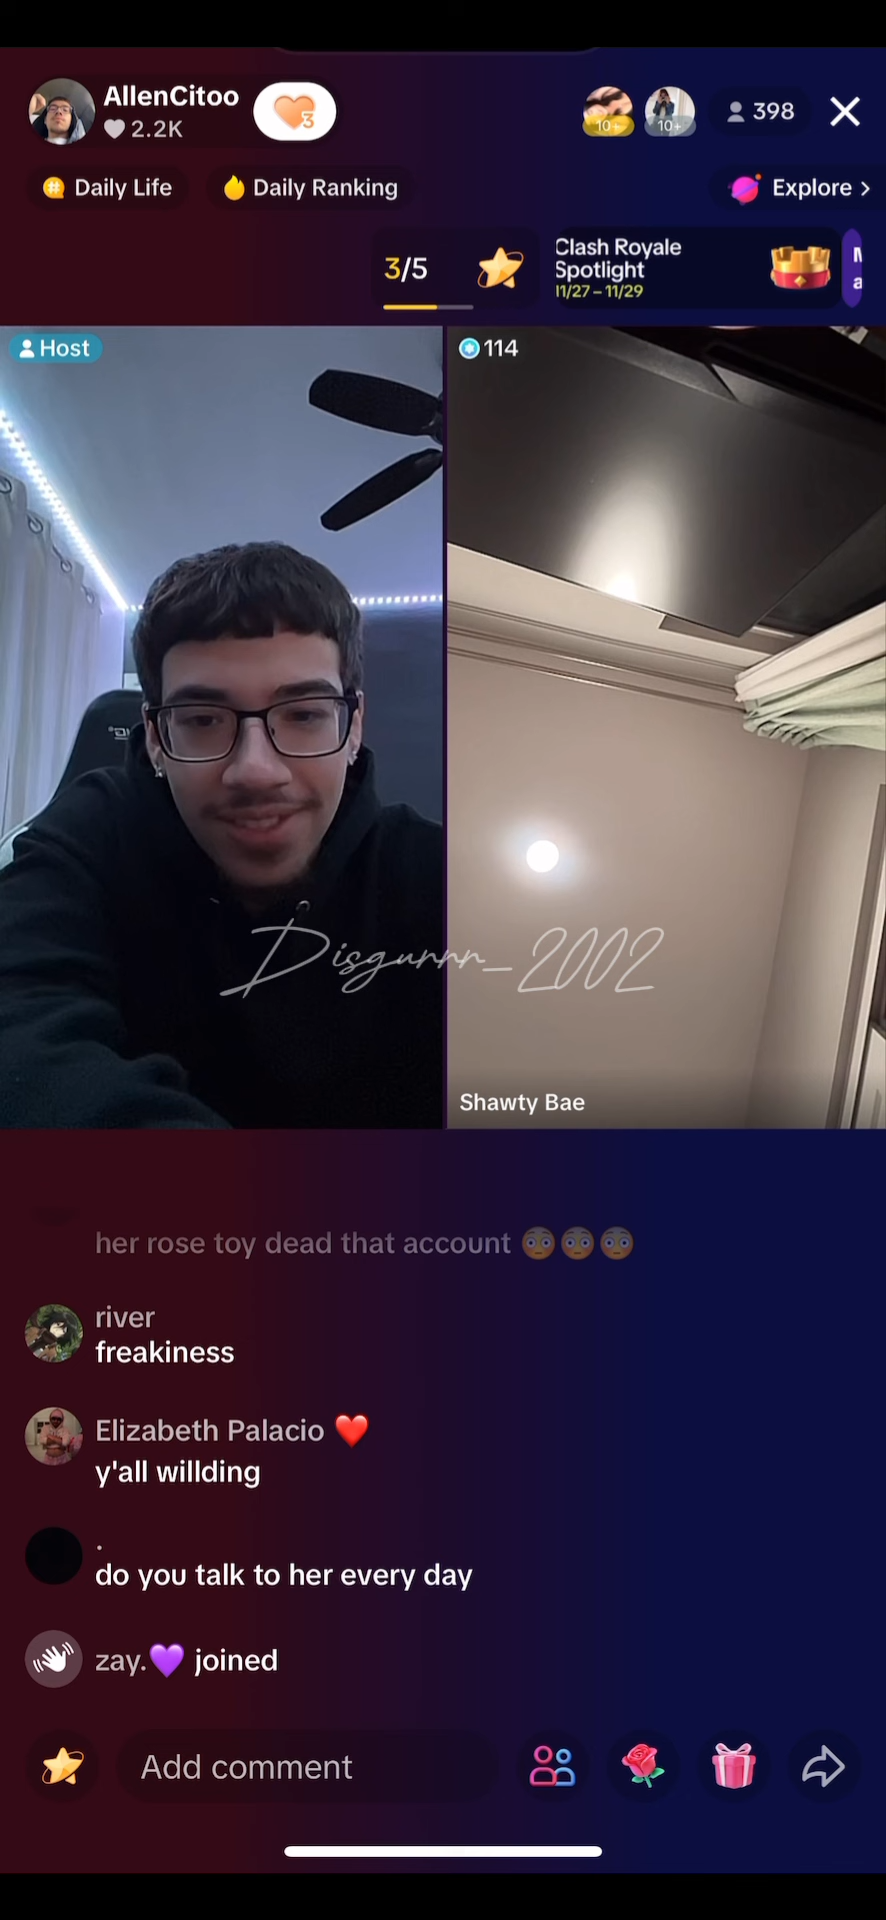 AllenCitoo
2.2K
3
10+
10+
398
Daily Life
Daily Ranking
Explore >
3/5
Clash Royale
Spotlight
11/27 – 11/29
Host
114
Disgurrr_2002
Shawty Bae
her rose toy dead that account 😳😳😳
river
freakiness
Elizabeth Palacio ❤️
y'all willding
.
do you talk to her every day
zay.💜 joined
Add comment